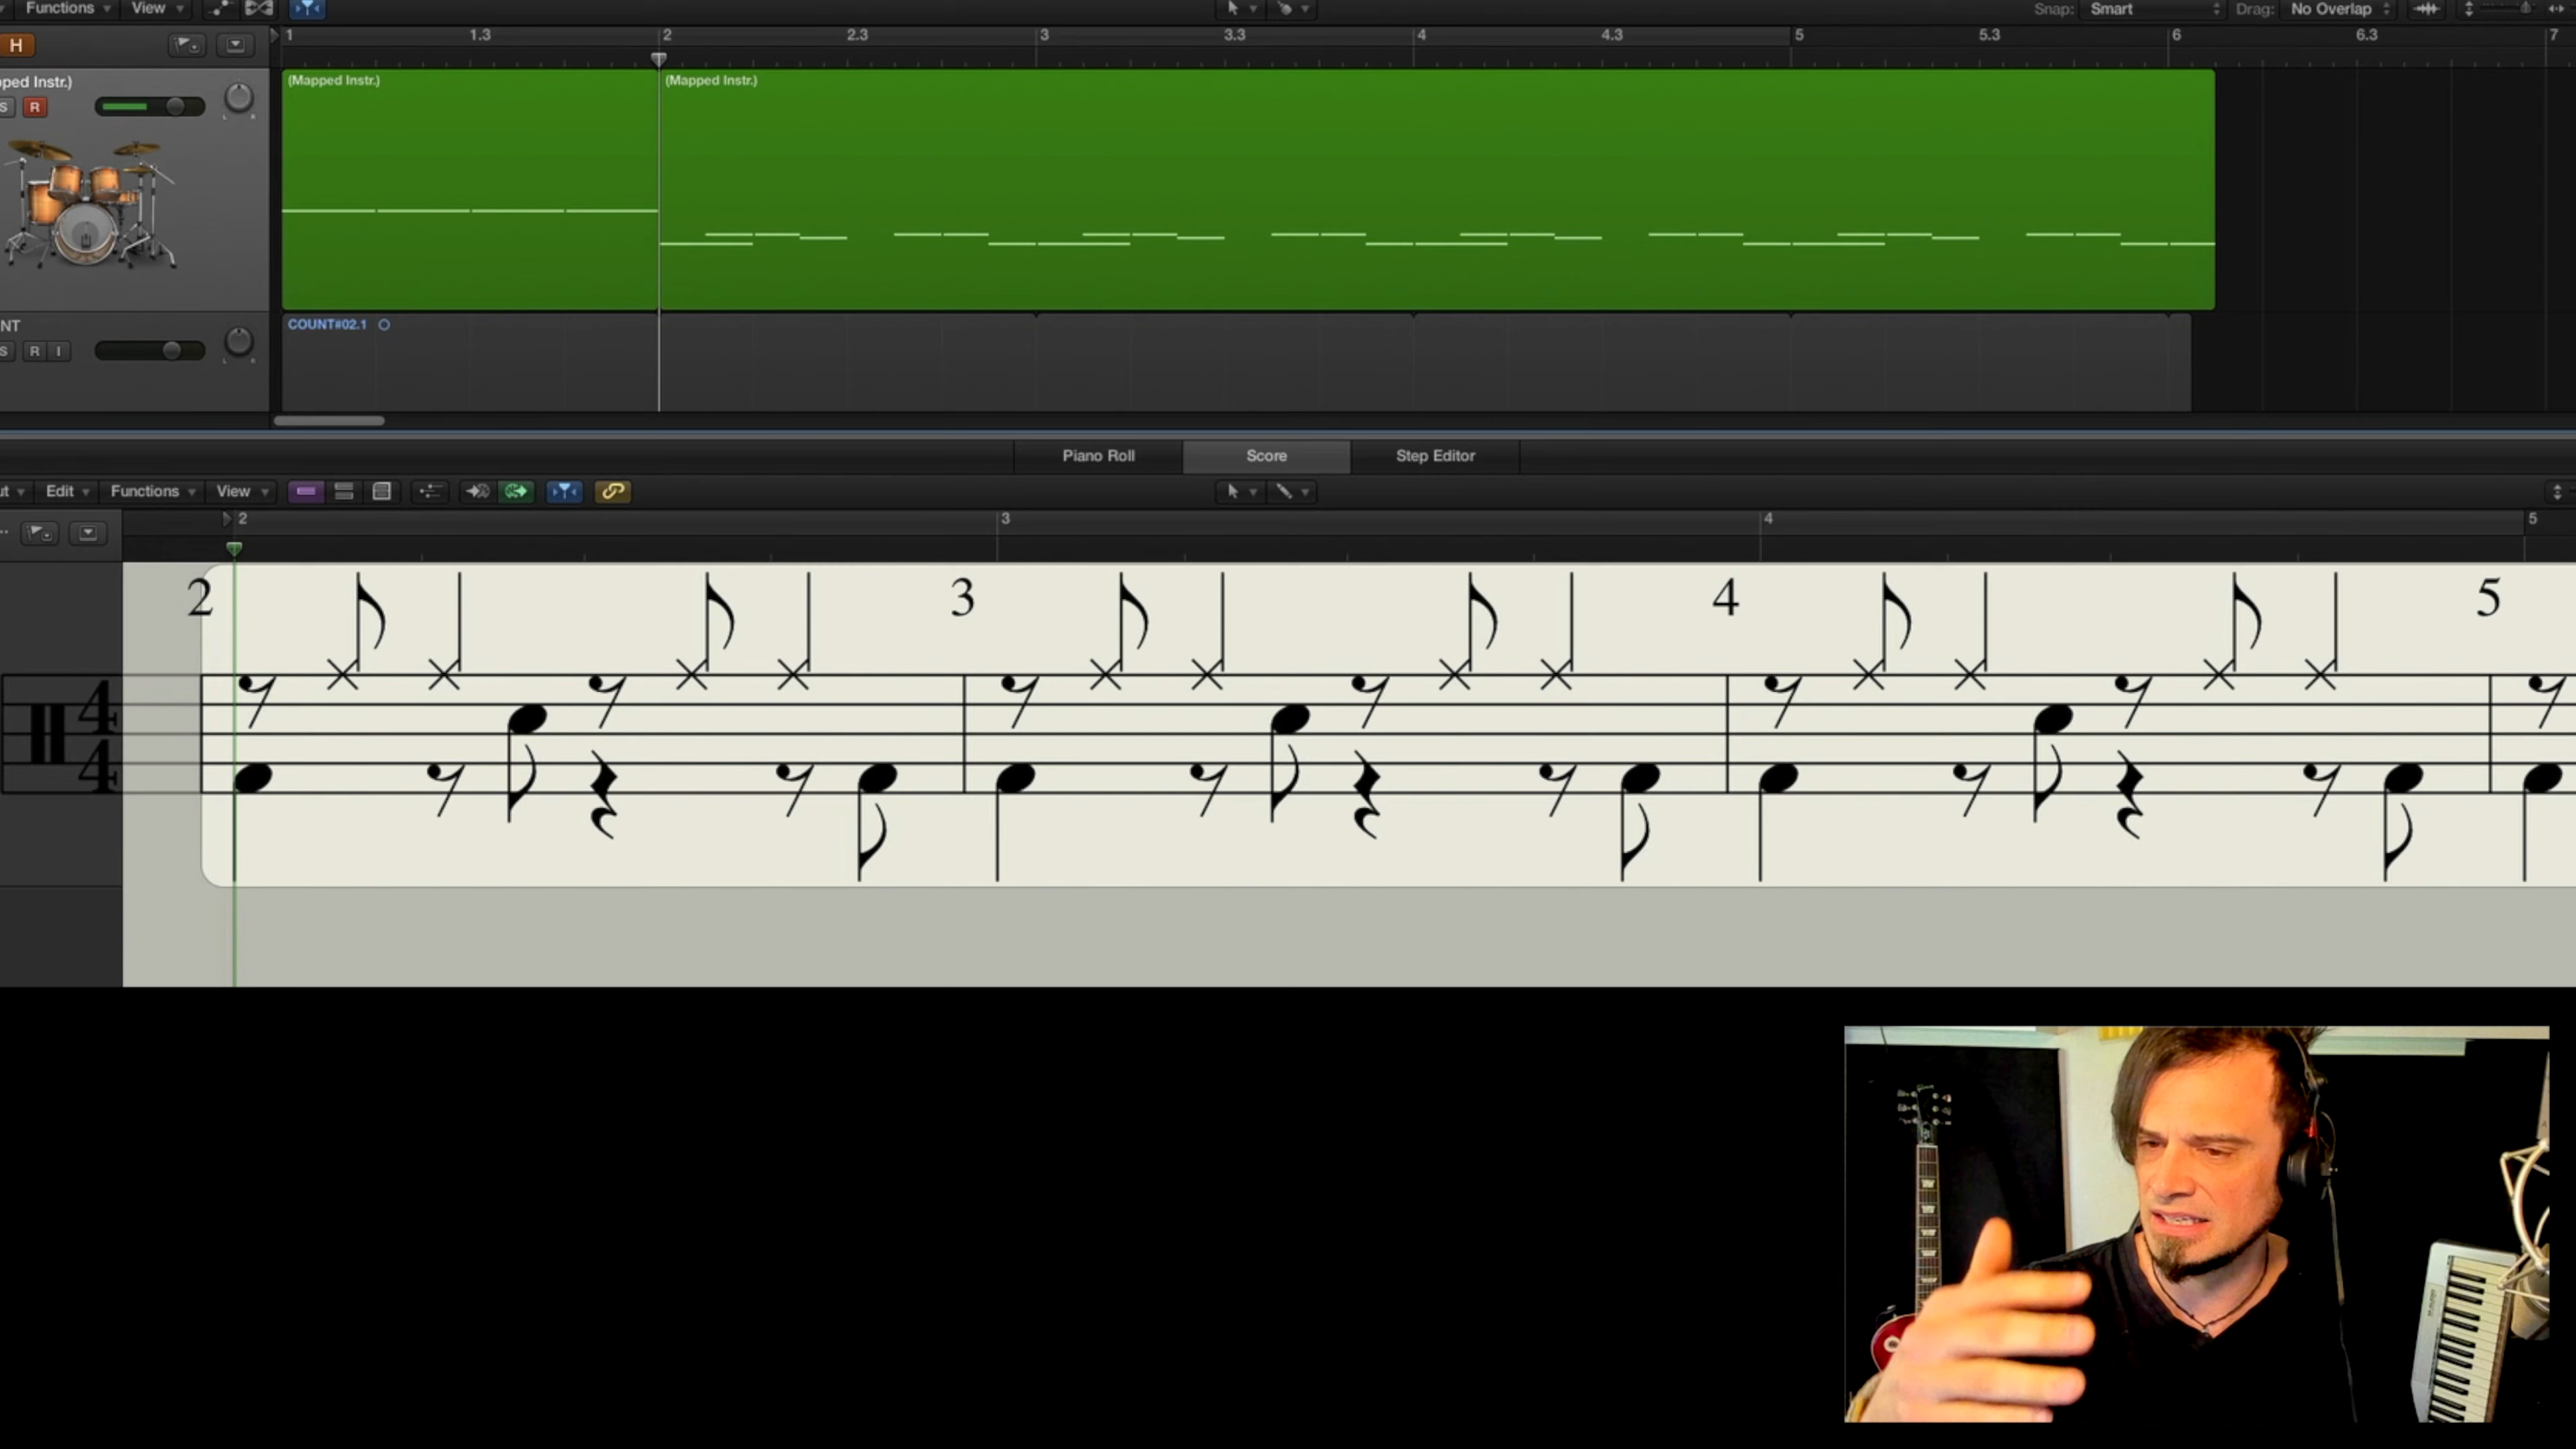 Functions View Snap: Smart Drag: No Overlap
H 1 1.3 2 2.3 3 3.3 4 4.3 5 5.3 6 6.3 7
pped Instr.) (Mapped Instr.) (Mapped Instr.)
S R
L R
NT COUNT#02.1
S R I
L R
Piano Roll Score Step Editor
ut Edit Functions View
2 3 4 5
2 3 4 5
4
4